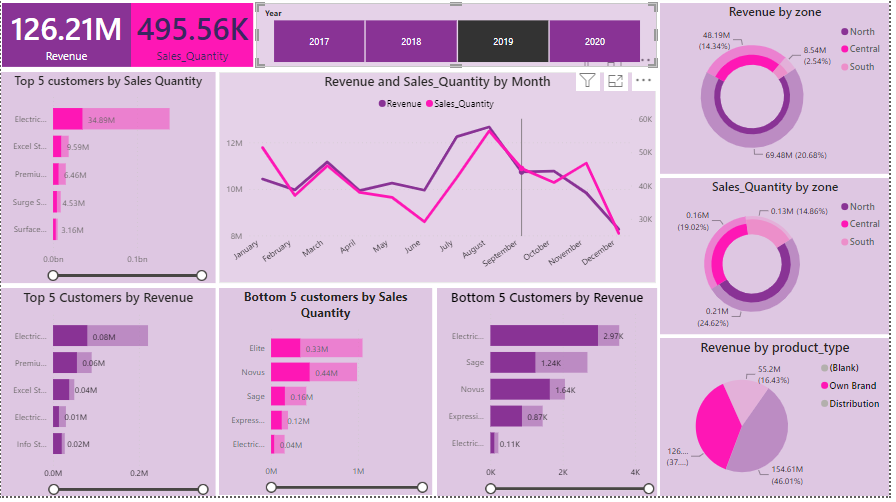 126.21M
Revenue
495.56K
Sales_Quantity
Year
2017
2018
2019
2020
Revenue by zone
48.19M
(14.34%)
8.54M
(2.54%)
69.48M (20.68%)
North
Central
South
Top 5 customers by Sales Quantity
Electric...
34.89M
Excel St...
9.59M
Premiu...
6.46M
Surge S...
4.53M
Surface...
3.16M
0.0bn
0.1bn
Revenue and Sales_Quantity by Month
Revenue
Sales_Quantity
12M
10M
8M
60K
50K
40K
30K
January
February
March
April
May
June
July
August
September
October
November
December
Sales_Quantity by zone
0.16M
(19.02%)
0.13M (14.86%)
0.21M
(24.62%)
North
Central
South
Top 5 Customers by Revenue
Electric...
0.08M
Premiu...
0.06M
Excel St...
0.04M
Electric...
0.01M
Info St...
0.02M
0.0M
0.2M
Bottom 5 customers by Sales
Quantity
Elite
0.33M
Novus
0.44M
Sage
0.16M
Express...
0.12M
Electric...
0.04M
0M
1M
Bottom 5 Customers by Revenue
Electric...
2.97K
Sage
1.24K
Novus
1.64K
Expressi...
0.87K
Electric...
0.11K
0K
2K
4K
Revenue by product_type
55.2M
(16.43%)
126....
(37....)
154.61M
(46.01%)
(Blank)
Own Brand
Distribution